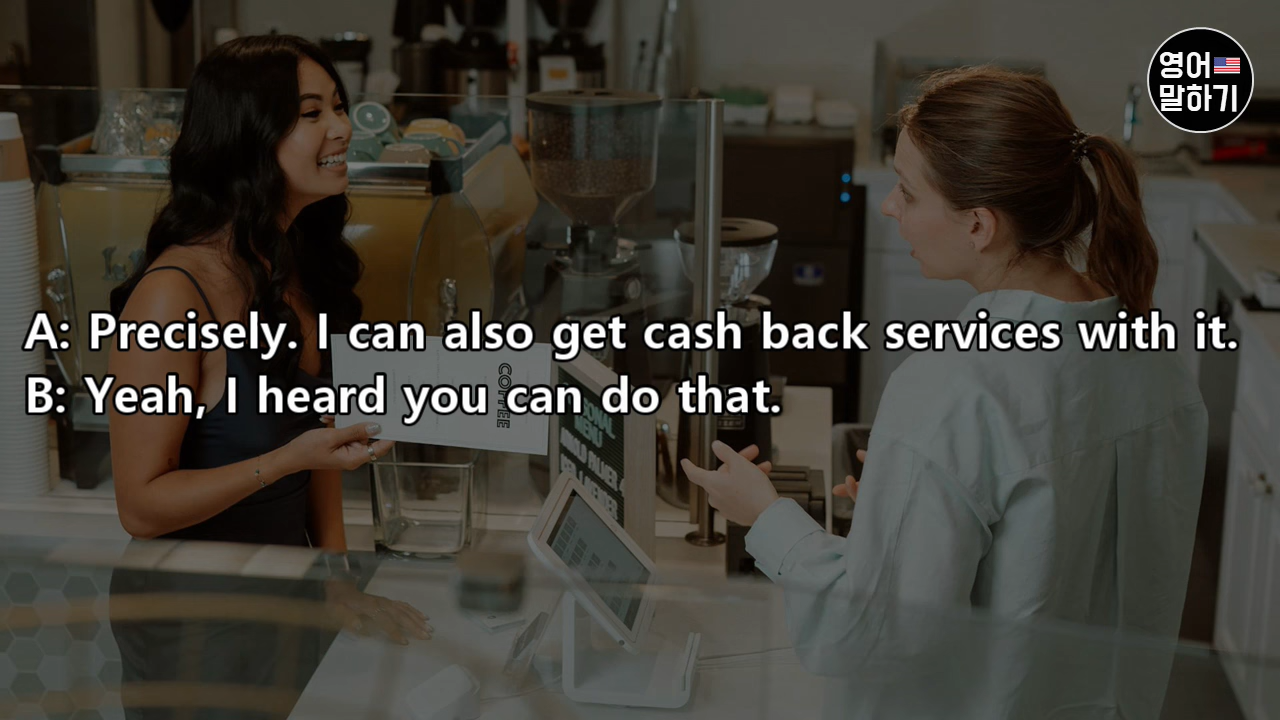 영어
말하기
A: Precisely. I can also get cash back services with it.
B: Yeah, I heard you can do that.
COFFEE
MENU